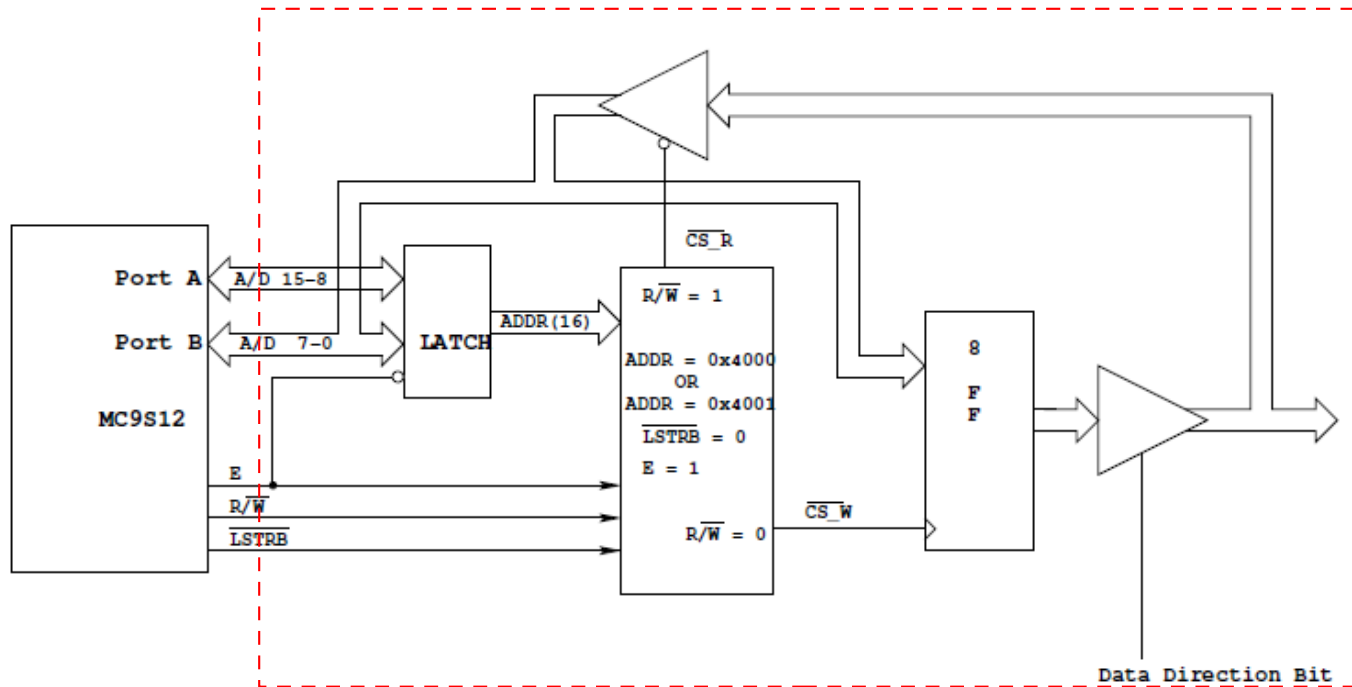 CS_R
Port A
A/D 15-8
R/W = 1
Port B
A/D 7-0
LATCH
ADDR(16)
ADDR = 0x4000
OR
ADDR = 0x4001
LSTRB = 0
E = 1
8
F
F
MC9S12
E
R/W
LSTRB
CS_W
R/W = 0
Data Direction Bit